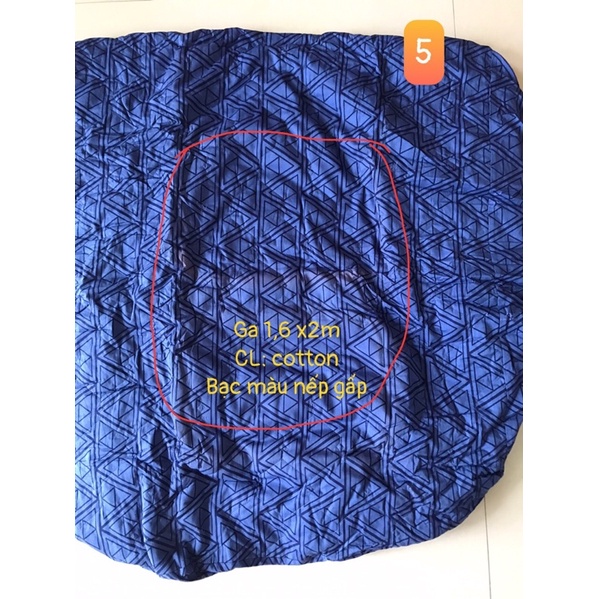 5
Ga 1,6 x2m
CL. cotton
Bạc màu nếp gấp